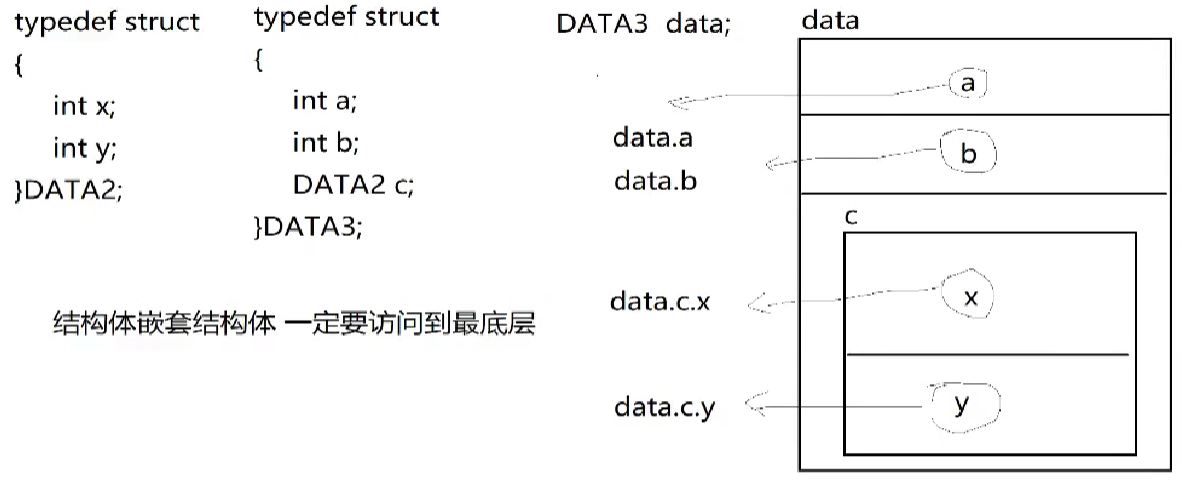 typedef struct
{
int x;
int y;
}DATA2;
typedef struct
{
int a;
int b;
DATA2 c;
}DATA3;
结构体嵌套结构体 一定要访问到最底层
DATA3 data;
data.a
data.b
data.c.x
data.c.y
data
a
b
c
x
y